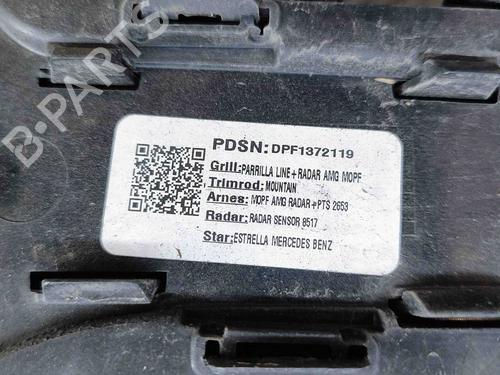 PDSN: DPF1372119
Grill: PARRILLA LINE+RADAR AMG MOPF
Trimrod: MOUNTAIN
Arnes: MOPF AMG RADAR+PTS 2653
Radar: RADAR SENSOR 8517
Star: ESTRELLA MERCEDES BENZ
B-PARTS